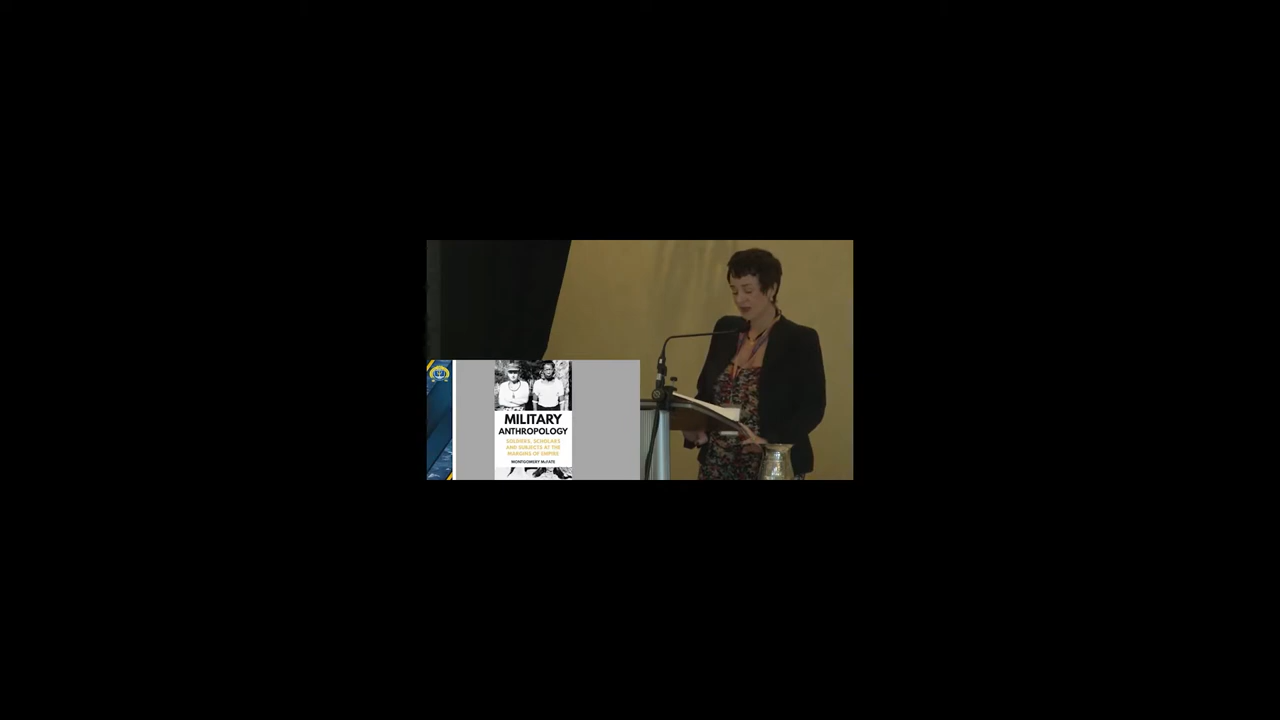 MILITARY
ANTHROPOLOGY
SOLDIERS, SCHOLARS
AND SUBJECTS AT THE
MARGINS OF EMPIRE
MONTGOMERY McFATE